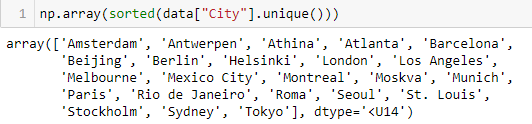 1 np.array(sorted(data["City"].unique()))
array(['Amsterdam', 'Antwerpen', 'Athina', 'Atlanta', 'Barcelona',
'Beijing', 'Berlin', 'Helsinki', 'London', 'Los Angeles',
'Melbourne', 'Mexico City', 'Montreal', 'Moskva', 'Munich',
'Paris', 'Rio de Janeiro', 'Roma', 'Seoul', 'St. Louis',
'Stockholm', 'Sydney', 'Tokyo'], dtype='<U14')